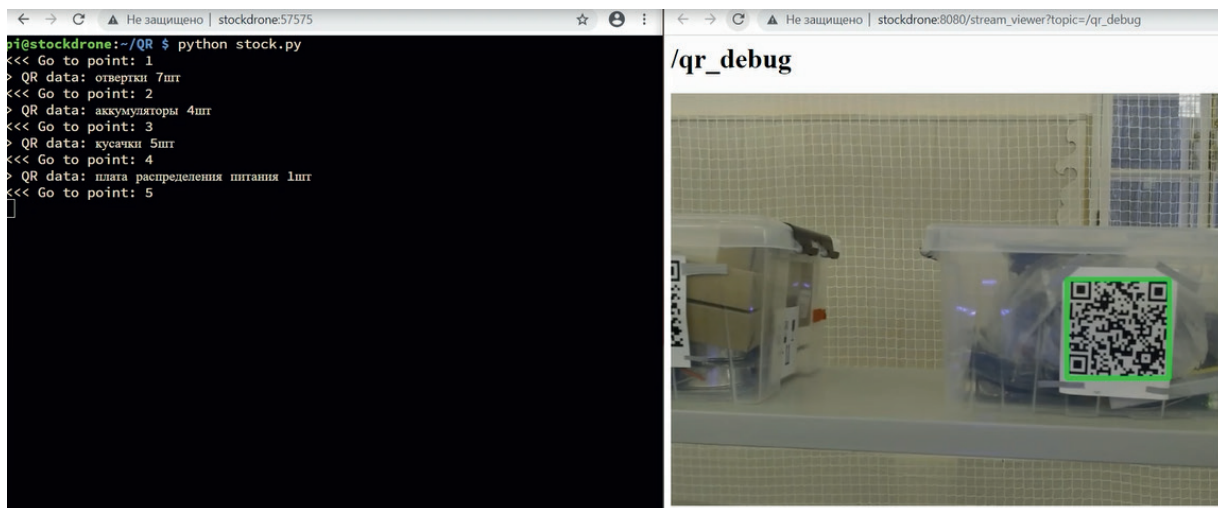 Не защищено | stockdrone:57575
pi@stockdrone:~/QR $ python stock.py
<<< Go to point: 1
> QR data: отвертки 7шт
<<< Go to point: 2
> QR data: аккумуляторы 4шт
<<< Go to point: 3
> QR data: кусачки 5шт
<<< Go to point: 4
> QR data: плата распределения питания 1шт
<<< Go to point: 5
Не защищено | stockdrone:8080/stream_viewer?topic=/qr_debug
/qr_debug